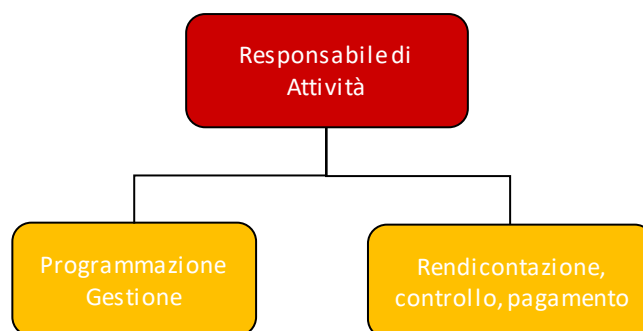 Responsabile di
Attività
Programmazione
Gestione
Rendicontazione,
controllo, pagamento